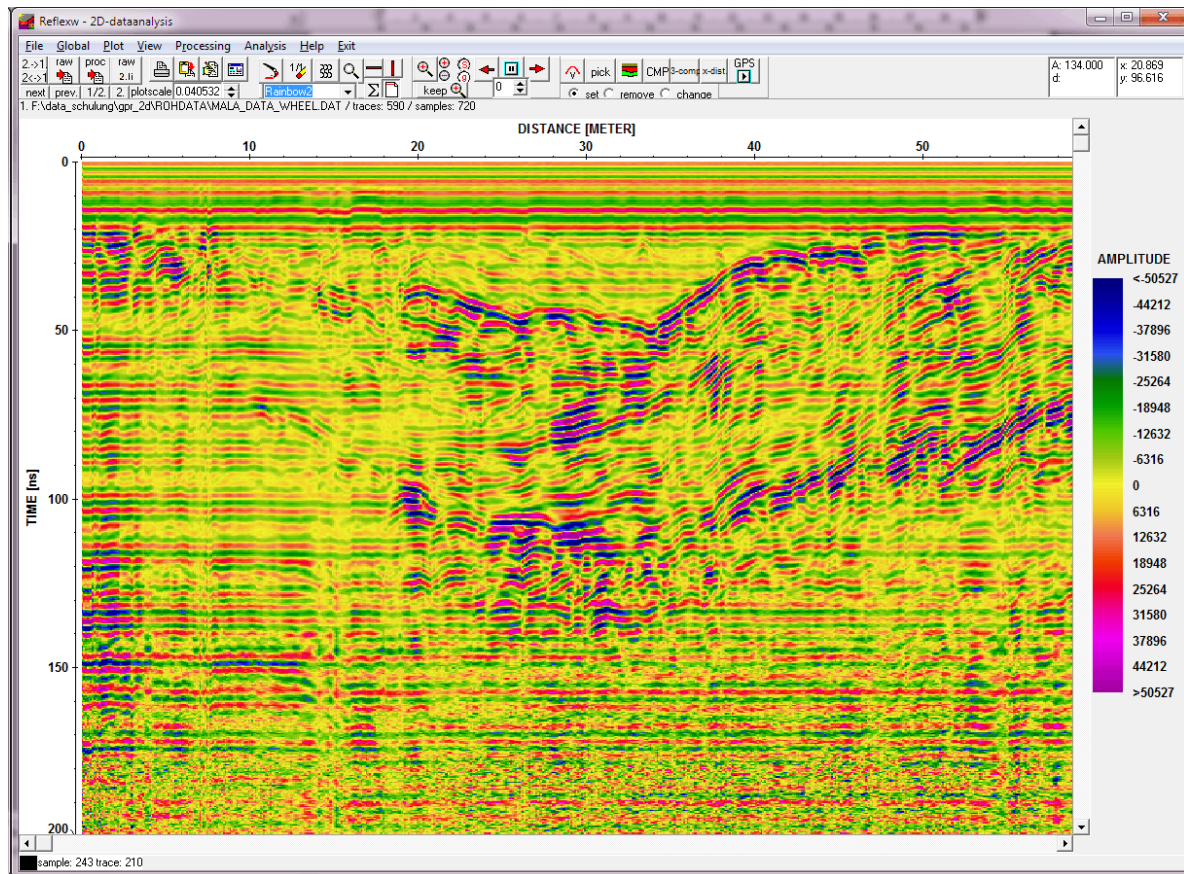 Reflexw - 2D-dataanalysis
File Global Plot View Processing Analysis Help Exit
2.->1 raw proc raw GPS
2<->1 2.li pick CMP 3-comp x-dist.
next prev. 1/2. 2. plotscale 0.040532 Rainbow2 Σ keep 0 set remove change
A: 134.000 x: 20.869
d: y: 96.616
1. F:\data_schulung\gpr_2d\ROHDATA\MALA_DATA_WHEEL.DAT / traces: 590 / samples: 720
DISTANCE [METER]
0 10 20 30 40 50
TIME [ns]
0
50
100
150
200
AMPLITUDE
<-50527
-44212
-37896
-31580
-25264
-18948
-12632
-6316
0
6316
12632
18948
25264
31580
37896
44212
>50527
sample: 243 trace: 210